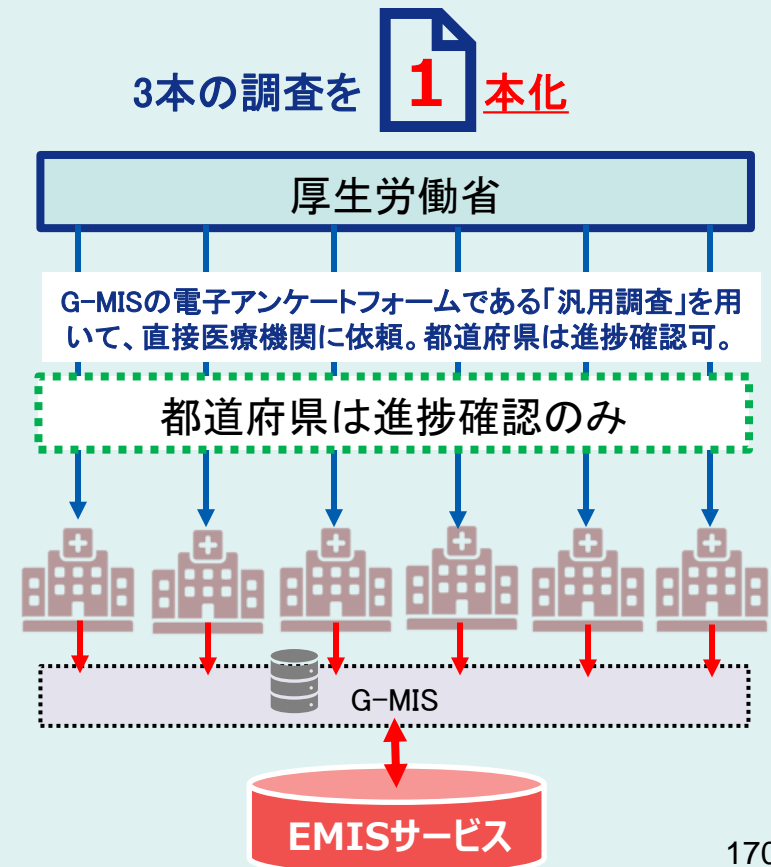 3本の調査を 1 本化
厚生労働省
G-MISの電子アンケートフォームである「汎用調査」を用
いて、直接医療機関に依頼。都道府県は進捗確認可。
都道府県は進捗確認のみ
G-MIS
EMISサービス
170